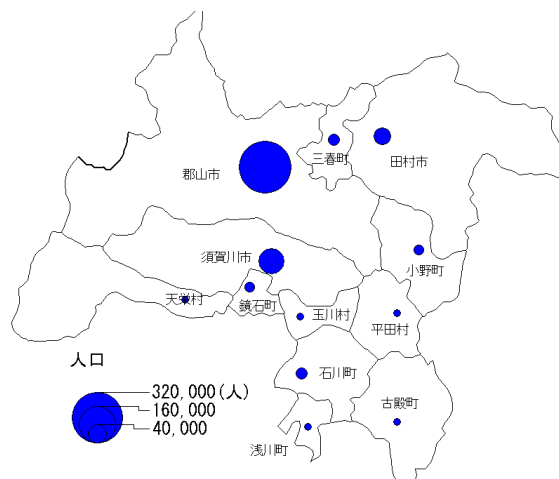 三春町
田村市
郡山市
須賀川市
小野町
天栄村
鏡石町
玉川村
平田村
人口
石川町
320,000(人)
古殿町
160,000
40,000
浅川町